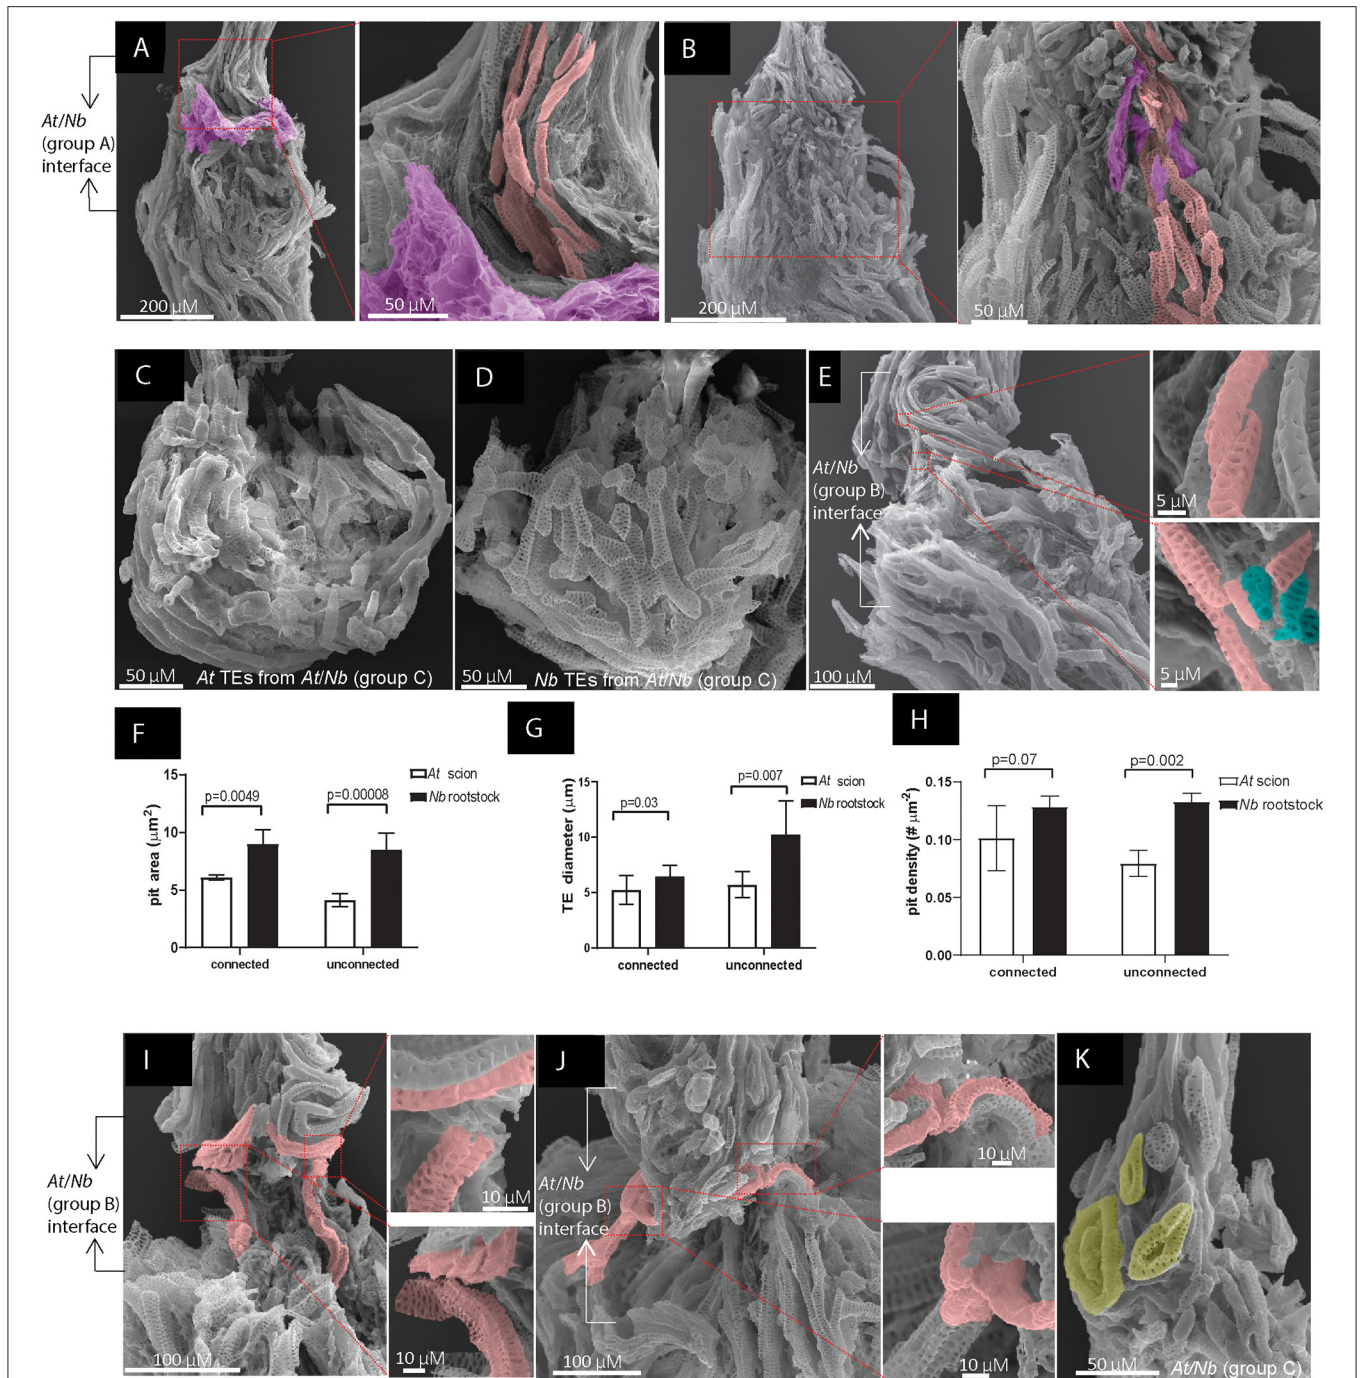 A
B
At/Nb
(group A)
interface
200 µM
50 µM
200 µM
50 µM
C
D
E
At/Nb
(group B)
interface
50 µM
At TEs from At/Nb (group C)
50 µM
Nb TEs from At/Nb (group C)
100 µM
5 µM
5 µM
F
15
10
5
0
pit area (µm²)
p=0.0049
p=0.00008
At scion
Nb rootstock
connected
unconnected
G
15
10
5
0
TE diameter (µm)
p=0.03
p=0.007
At scion
Nb rootstock
connected
unconnected
H
0.15
0.10
0.05
0.00
pit density (# µm⁻²)
p=0.07
p=0.002
At scion
Nb rootstock
connected
unconnected
I
At/Nb
(group B)
interface
100 µM
10 µM
10 µM
J
At/Nb
(group B)
interface
100 µM
10 µM
10 µM
K
50 µM
At/Nb (group C)